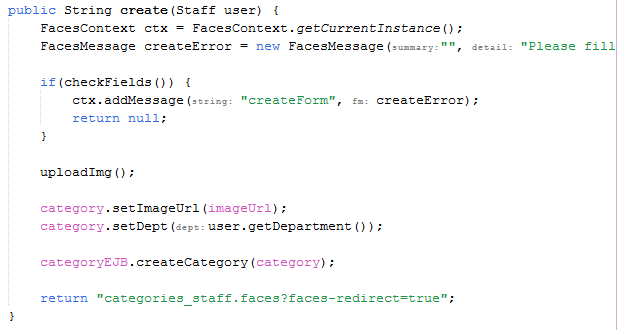 public String create(Staff user) {
FacesContext ctx = FacesContext.getCurrentInstance();
FacesMessage createError = new FacesMessage(summary:"", detail: "Please fill
if(checkFields()) {
ctx.addMessage(string: "createForm", fm: createError);
return null;
}
uploadImg();
category.setImageUrl(imageUrl);
category.setDept(dept:user.getDepartment());
categoryEJB.createCategory(category);
return "categories_staff.faces?faces-redirect=true";
}